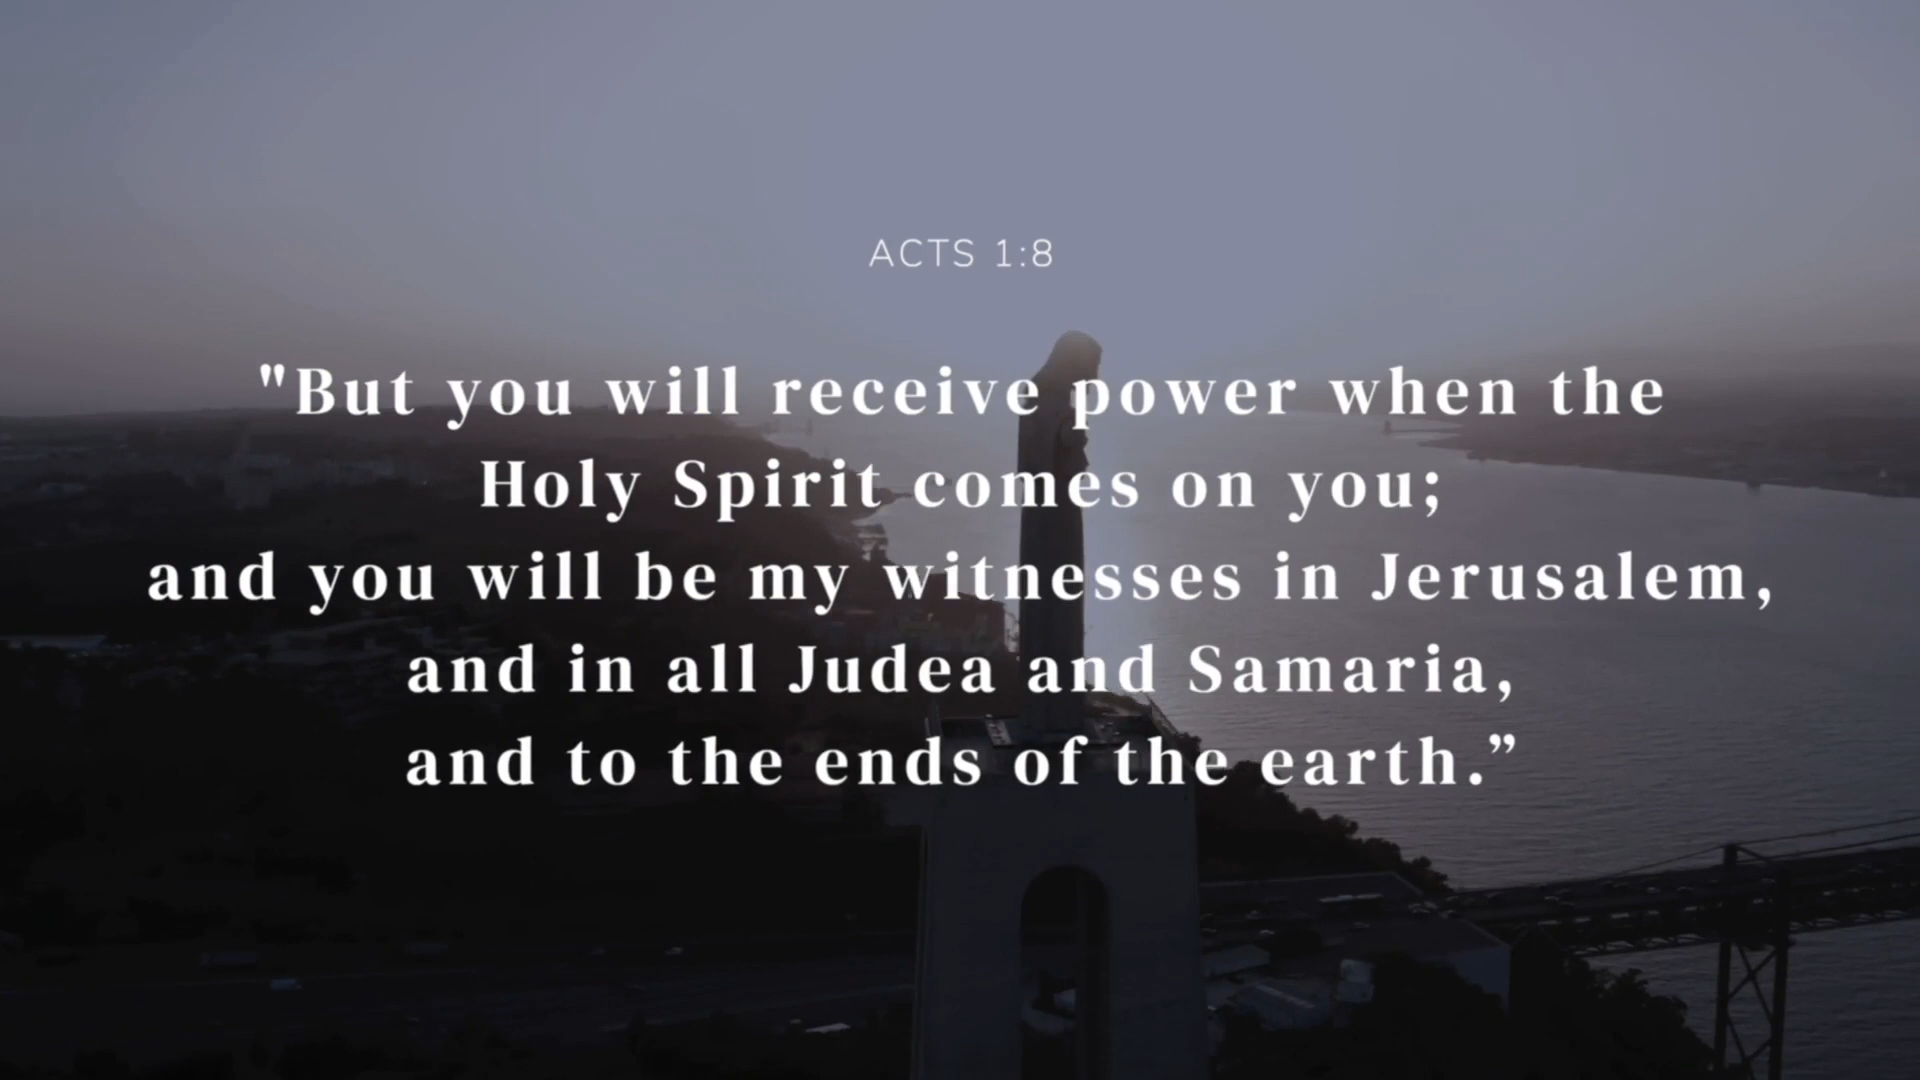 ACTS 1:8
"But you will receive power when the
Holy Spirit comes on you;
and you will be my witnesses in Jerusalem,
and in all Judea and Samaria,
and to the ends of the earth.”